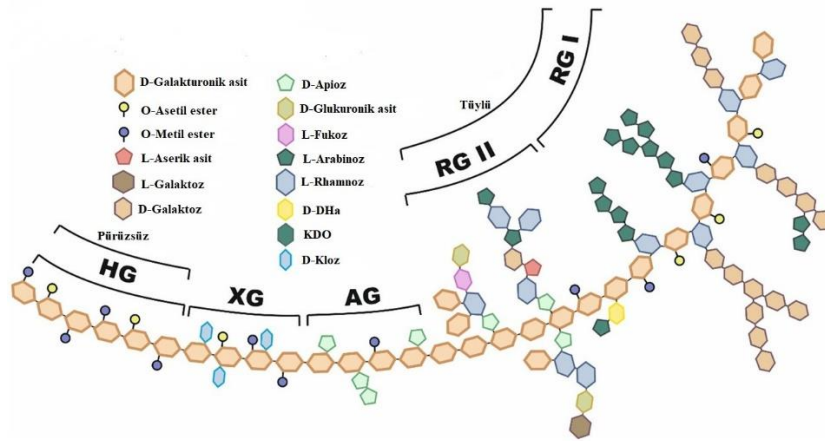 D-Galakturonik asit
O-Asetil ester
O-Metil ester
L-Aserik asit
L-Galaktoz
D-Galaktoz
D-Apioz
D-Glukuronik asit
L-Fukoz
L-Arabinoz
L-Rhamnoz
D-DHa
KDO
D-Kloz
Tüylü
RG I
RG II
Pürüzsüz
HG
XG
AG